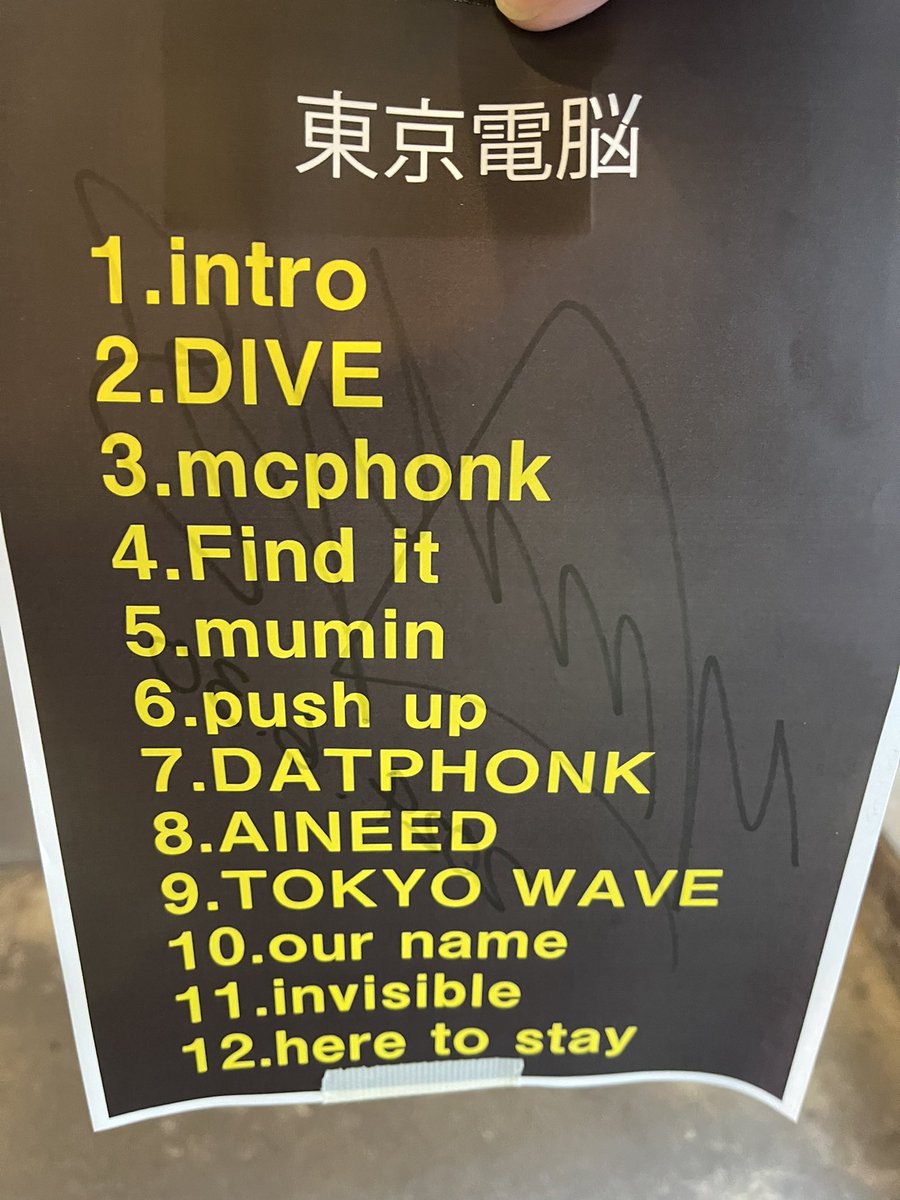 東京電脳
1.intro
2.DIVE
3.mcphonk
4.Find it
5.mumin
6.push up
7.DATPHONK
8.AINEED
9.TOKYO WAVE
10.our name
11.invisible
12.here to stay